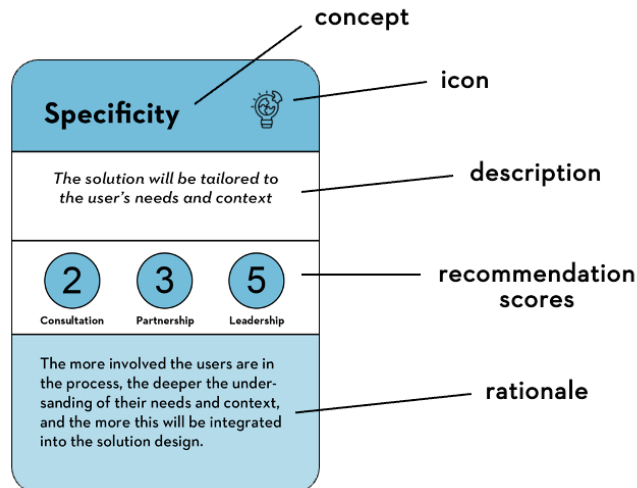 concept
Specificity
icon
The solution will be tailored to
the user's needs and context
description
2 3 5
Consultation Partnership Leadership
recommendation
scores
The more involved the users are in
the process, the deeper the under-
sanding of their needs and context,
and the more this will be integrated
into the solution design.
rationale